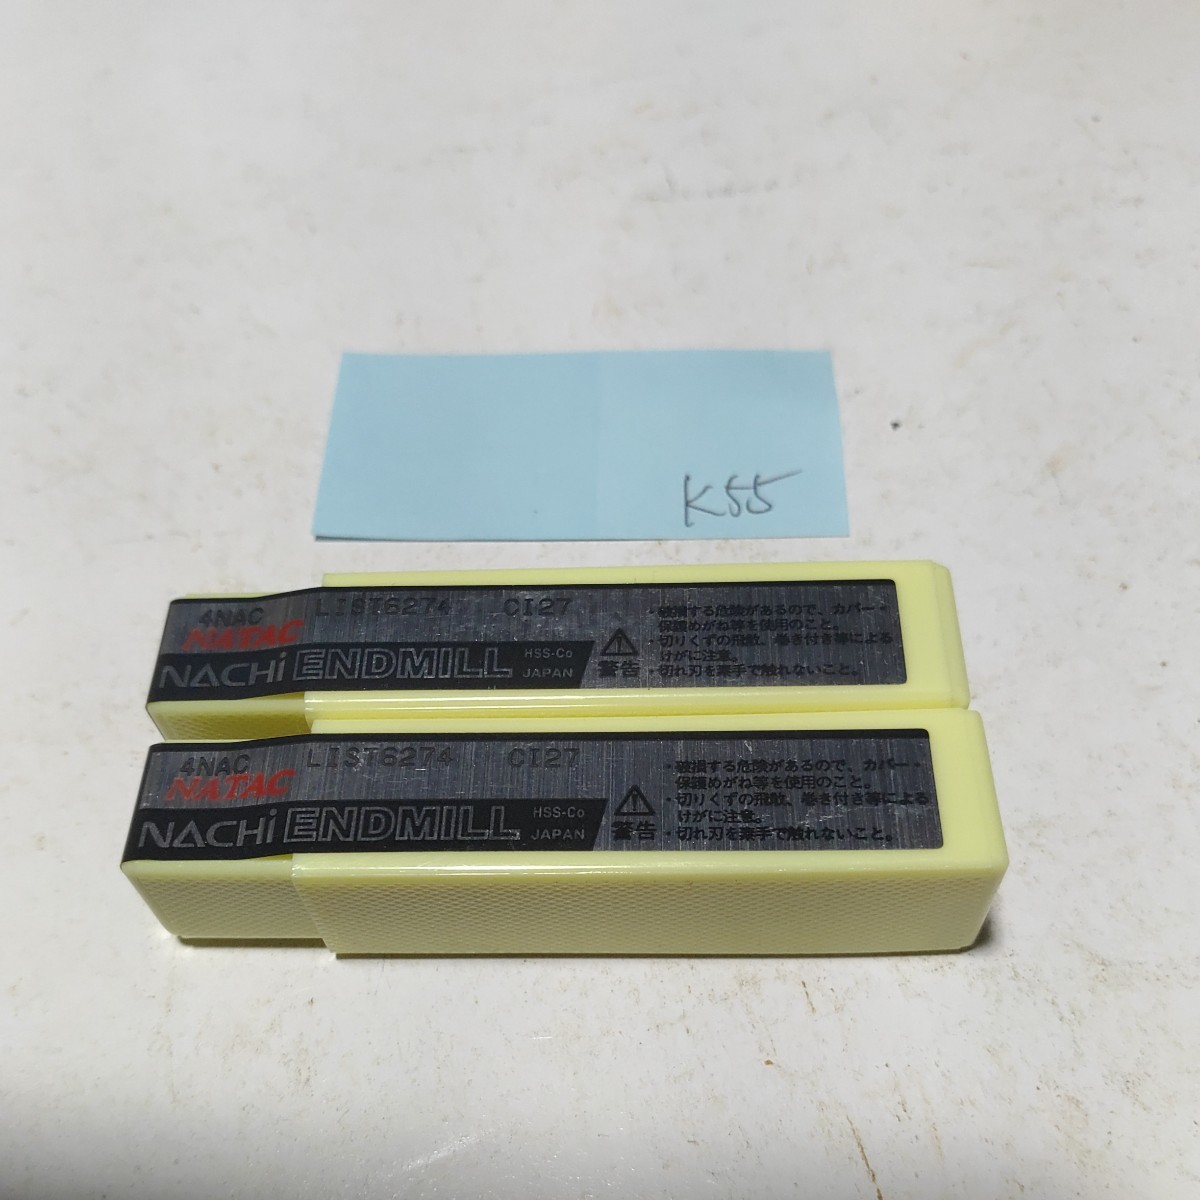 K55
4NAC LIST6274 CI27
NATAC
NACHi ENDMILL HSS-Co
JAPAN
警告
・破損する危険があるので、カバー・
保護めがね等を使用のこと。
・切りくずの飛散、巻き付き等による
けがに注意。
・切れ刃を素手で触れないこと。
4NAC LIST6274 CI27
NATAC
NACHi ENDMILL HSS-Co
JAPAN
警告
・破損する危険があるので、カバー・
保護めがね等を使用のこと。
・切りくずの飛散、巻き付き等による
けがに注意。
・切れ刃を素手で触れないこと。